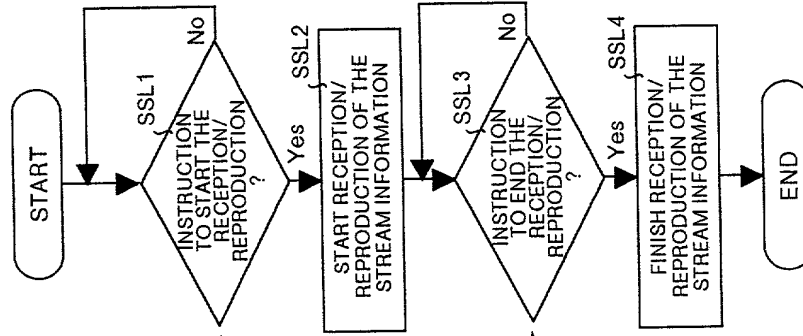 START
SSL1
No
INSTRUCTION
TO START THE
RECEPTION/
REPRODUCTION
?
Yes
SSL2
START RECEPTION/
REPRODUCTION OF THE
STREAM INFORMATION
SSL3
No
INSTRUCTION
TO END THE
RECEPTION/
REPRODUCTION
?
Yes
SSL4
FINISH RECEPTION/
REPRODUCTION OF THE
STREAM INFORMATION
END